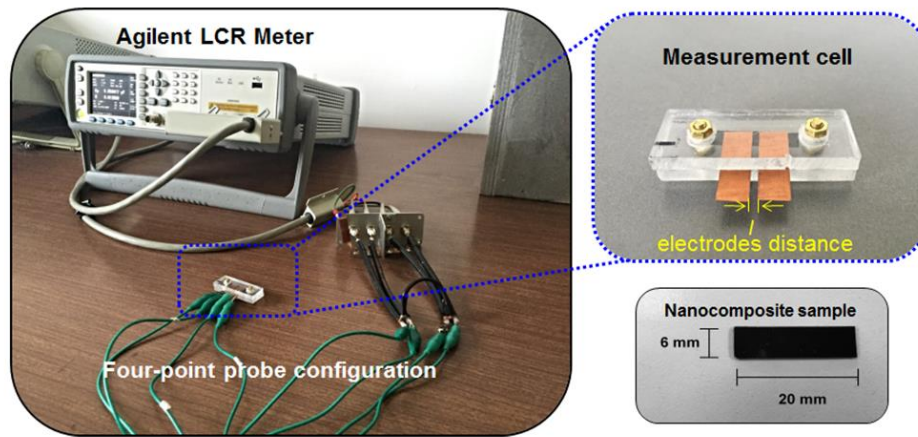 Agilent LCR Meter
Four-point probe configuration
Measurement cell
l
electrodes distance
Nanocomposite sample
6 mm
20 mm